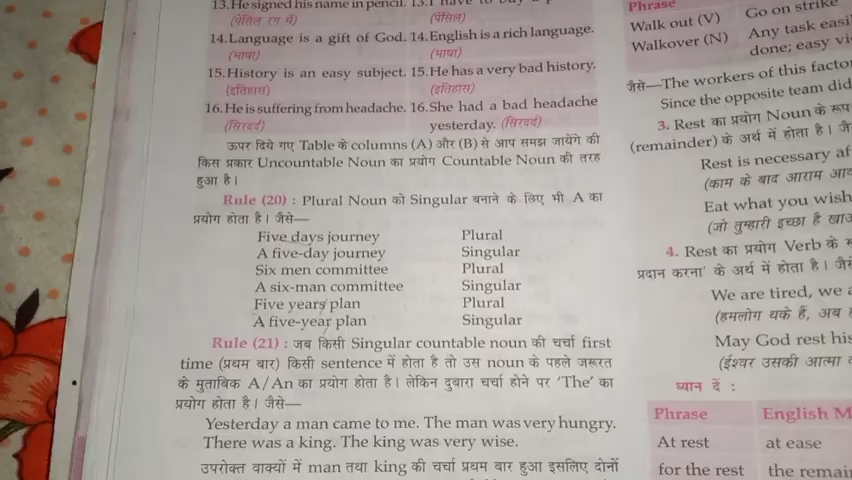 13. He signed his name in pencil.
(पेंसिल रंग में)
14. Language is a gift of God. 14. English is a rich language.
(भाषा) (भाषा)
15. History is an easy subject. 15. He has a very bad history.
(इतिहास) (इतिहास)
16. He is suffering from headache. 16. She had a bad headache
(सिरदर्द) yesterday. (सिरदर्द)
ऊपर दिये गए Table के columns (A) और (B) से आप समझ जायेंगे की
किस प्रकार Uncountable Noun का प्रयोग Countable Noun की तरह
हुआ है।
Rule (20) : Plural Noun को Singular बनाने के लिए भी A का
प्रयोग होता है। जैसे—
Five days journey Plural
A five-day journey Singular
Six men committee Plural
A six-man committee Singular
Five years plan Plural
A five-year plan Singular
Rule (21) : जब किसी Singular countable noun की चर्चा first
time (प्रथम बार) किसी sentence में होता है तो उस noun के पहले जरूरत
के मुताबिक A/An का प्रयोग होता है। लेकिन दुबारा चर्चा होने पर 'The' का
प्रयोग होता है। जैसे—
Yesterday a man came to me. The man was very hungry.
There was a king. The king was very wise.
उपरोक्त वाक्यों में man तथा king की चर्चा प्रथम बार हुआ इसलिए दोनों
Phrase
Walk out (V) Go on strike
Walkover (N) Any task easi
done; easy vi
जैसे—The workers of this facto
Since the opposite team did
3. Rest का प्रयोग Noun के रूप
(remainder) के अर्थ में होता है। जै
Rest is necessary af
(काम के बाद आराम आव
Eat what you wish
(जो तुम्हारी इच्छा है खाअ
4. Rest का प्रयोग Verb के
प्रदान करना' के अर्थ में होता है। जैसे
We are tired, we a
(हमलोग थके हैं, अब
May God rest his
(ईश्वर उसकी आत्मा
ध्यान दें :
Phrase English M
At rest at ease
for the rest the remai